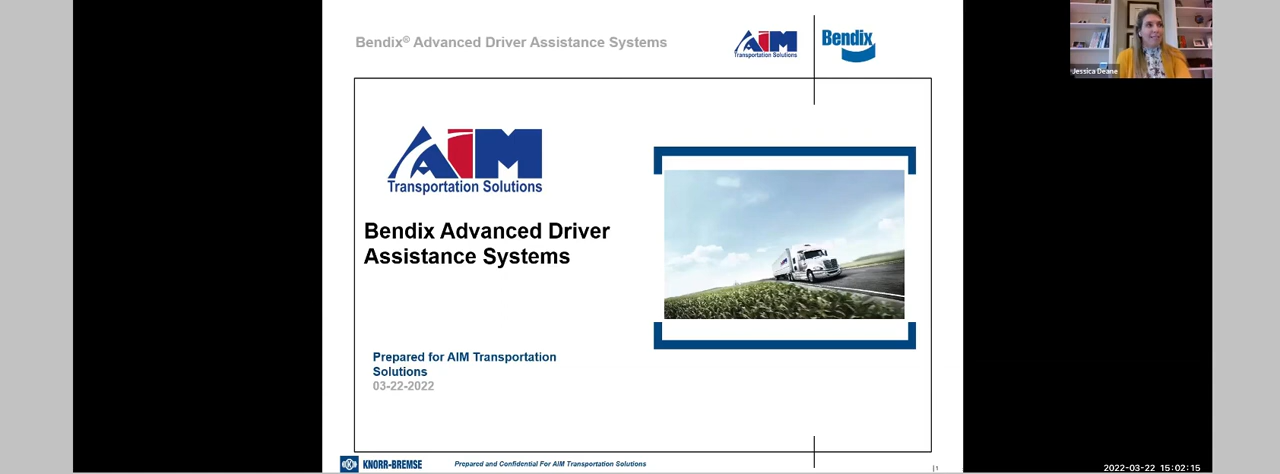 Bendix® Advanced Driver Assistance Systems
AIM
Transportation Solutions
Bendix
Jessica Deane
AIM
Transportation Solutions
Bendix Advanced Driver
Assistance Systems
Prepared for AIM Transportation
Solutions
03-22-2022
KNORR-BREMSE
Prepared and Confidential For AIM Transportation Solutions
| 1
2022-03-22 15:02:15